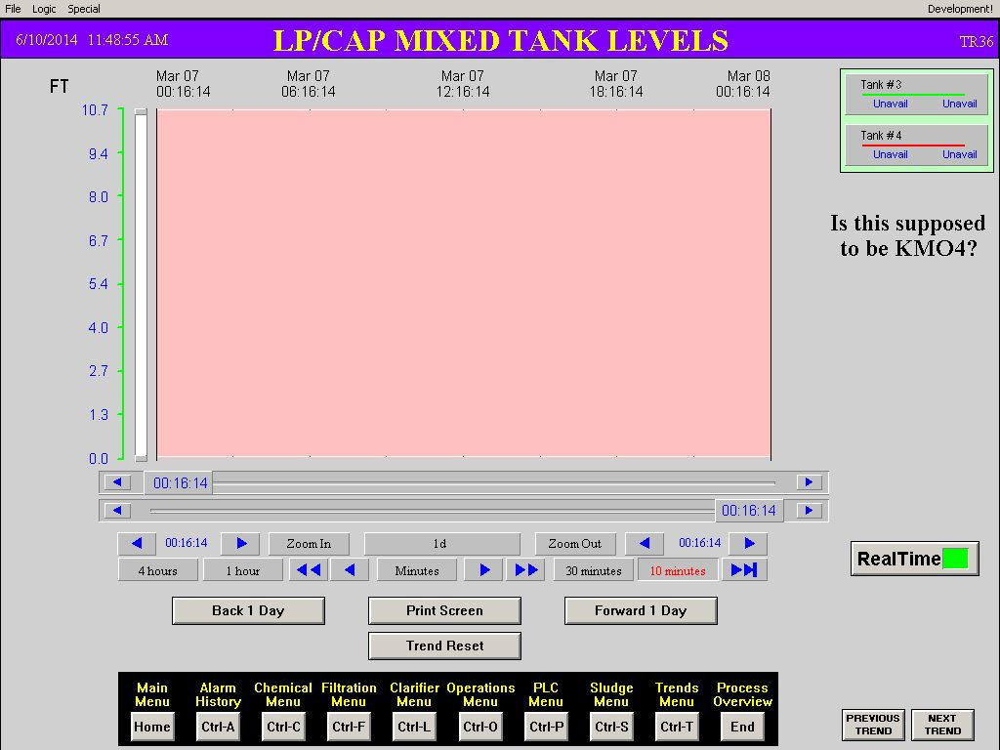 File Logic Special Development!
6/10/2014 11:48:55 AM LP/CAP MIXED TANK LEVELS TR36
FT
Mar 07 Mar 07 Mar 07 Mar 07 Mar 08
00:16:14 06:16:14 12:16:14 18:16:14 00:16:14
10.7
9.4
8.0
6.7
5.4
4.0
2.7
1.3
0.0
Tank #3
Unavail Unavail
Tank #4
Unavail Unavail
Is this supposed
to be KMO4?
00:16:14
00:16:14
00:16:14 Zoom In 1d Zoom Out 00:16:14
4 hours 1 hour Minutes 30 minutes 10 minutes
RealTime
Back 1 Day Print Screen Forward 1 Day
Trend Reset
Main Alarm Chemical Filtration Clarifier Operations PLC Sludge Trends Process
Menu History Menu Menu Menu Menu Menu Menu Menu Overview
Home Ctrl-A Ctrl-C Ctrl-F Ctrl-L Ctrl-O Ctrl-P Ctrl-S Ctrl-T End
PREVIOUS NEXT
TREND TREND